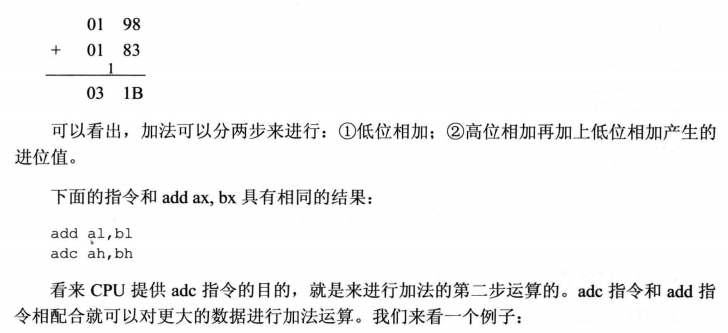 01 98
+ 01 83
1
03 1B
可以看出，加法可以分两步来进行：①低位相加；②高位相加再加上低位相加产生的
进位值。
下面的指令和 add ax, bx 具有相同的结果：
add al,bl
adc ah,bh
看来 CPU 提供 adc 指令的目的，就是来进行加法的第二步运算的。adc 指令和 add 指
令相配合就可以对更大的数据进行加法运算。我们来看一个例子：